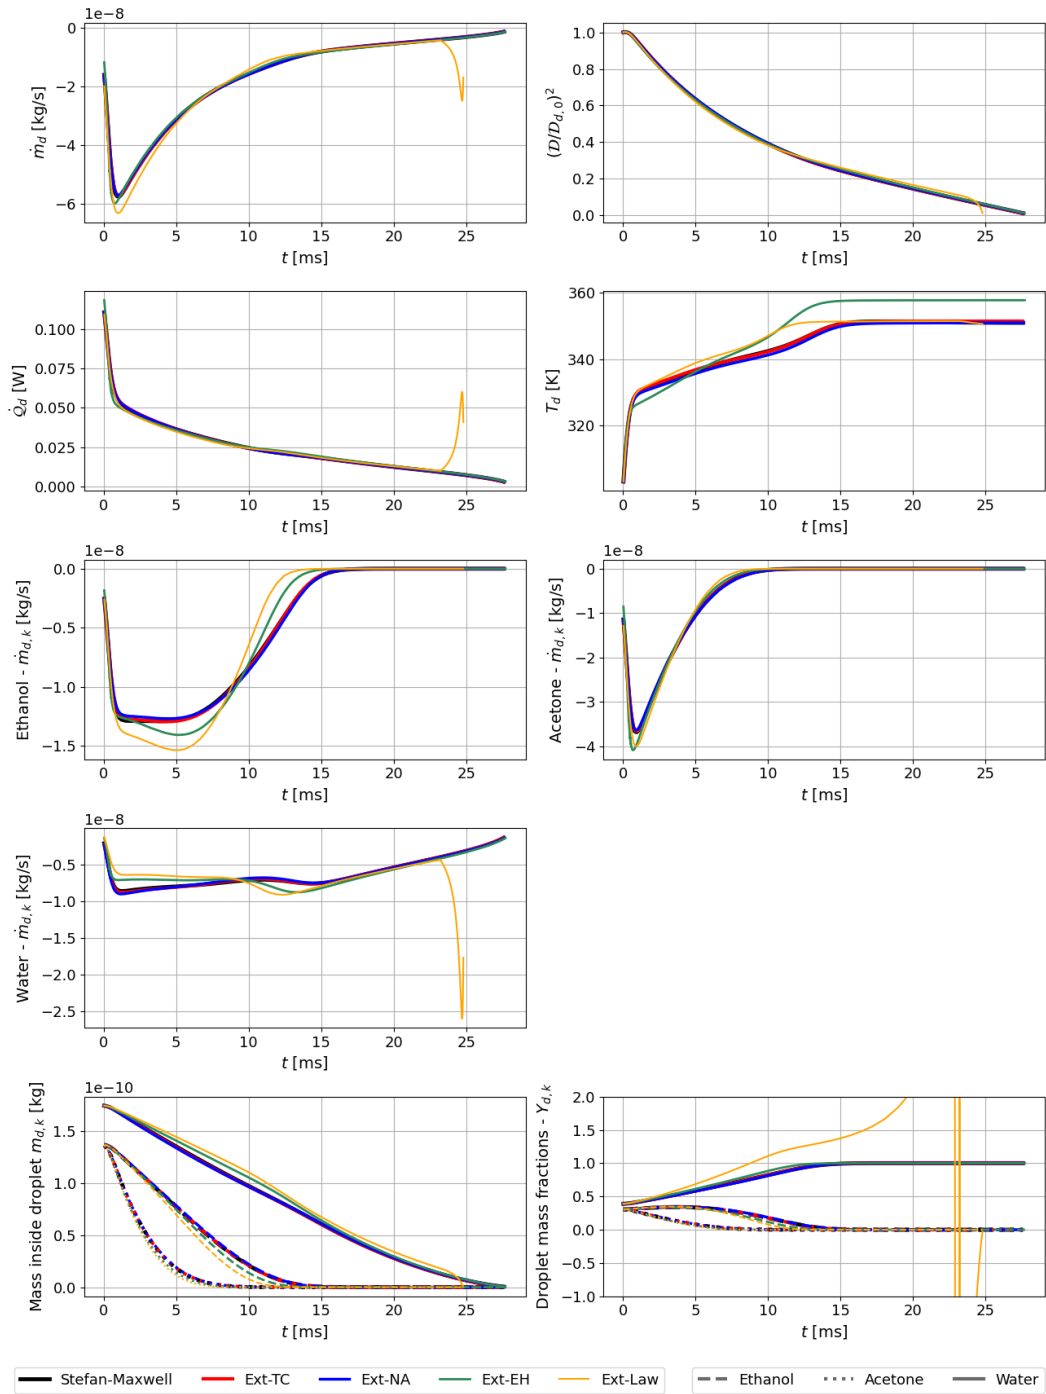 1e−8
0
−2
−4
−6
ṁ_d [kg/s]
0 5 10 15 20 25
t [ms]
1.0
0.8
0.6
0.4
0.2
0.0
(𝒟/𝒟_{d,0})²
0 5 10 15 20 25
t [ms]
0.100
0.075
0.050
0.025
0.000
𝒬̇_d [W]
0 5 10 15 20 25
t [ms]
360
340
320
T_d [K]
0 5 10 15 20 25
t [ms]
1e−8
0.0
−0.5
−1.0
−1.5
Ethanol - ṁ_{d,k} [kg/s]
0 5 10 15 20 25
t [ms]
1e−8
0
−1
−2
−3
−4
Acetone - ṁ_{d,k} [kg/s]
0 5 10 15 20 25
t [ms]
1e−8
−0.5
−1.0
−1.5
−2.0
−2.5
Water - ṁ_{d,k} [kg/s]
0 5 10 15 20 25
t [ms]
1e−10
1.5
1.0
0.5
0.0
Mass inside droplet m_{d,k} [kg]
0 5 10 15 20 25
t [ms]
2.0
1.5
1.0
0.5
0.0
−0.5
−1.0
Droplet mass fractions - Y_{d,k}
0 5 10 15 20 25
t [ms]
Stefan-Maxwell Ext-TC Ext-NA Ext-EH Ext-Law
Ethanol Acetone Water